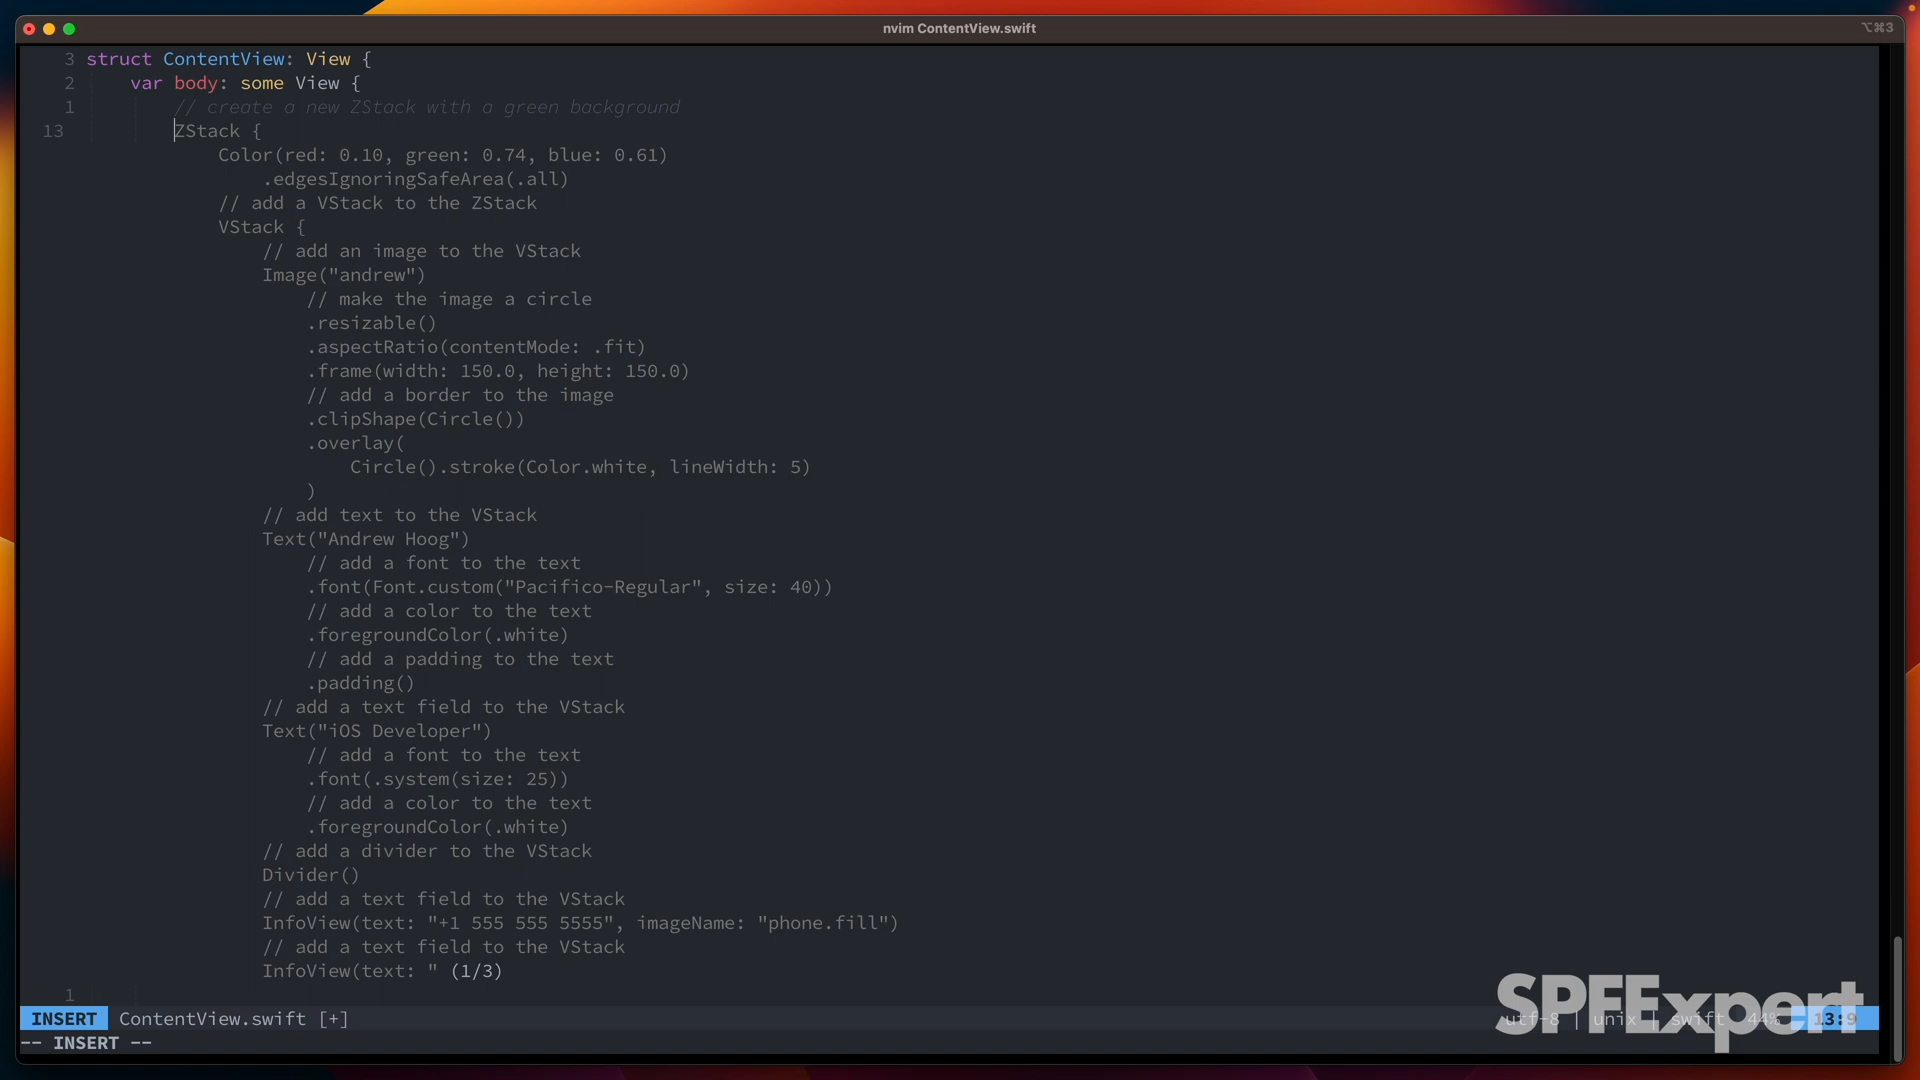 nvim ContentView.swift
⌥⌘3
3 struct ContentView: View {
2 var body: some View {
1 // create a new ZStack with a green background
13 ZStack {
Color(red: 0.10, green: 0.74, blue: 0.61)
.edgesIgnoringSafeArea(.all)
// add a VStack to the ZStack
VStack {
// add an image to the VStack
Image("andrew")
// make the image a circle
.resizable()
.aspectRatio(contentMode: .fit)
.frame(width: 150.0, height: 150.0)
// add a border to the image
.clipShape(Circle())
.overlay(
Circle().stroke(Color.white, lineWidth: 5)
)
// add text to the VStack
Text("Andrew Hoog")
// add a font to the text
.font(Font.custom("Pacifico-Regular", size: 40))
// add a color to the text
.foregroundColor(.white)
// add a padding to the text
.padding()
// add a text field to the VStack
Text("iOS Developer")
// add a font to the text
.font(.system(size: 25))
// add a color to the text
.foregroundColor(.white)
// add a divider to the VStack
Divider()
// add a text field to the VStack
InfoView(text: "+1 555 555 5555", imageName: "phone.fill")
// add a text field to the VStack
InfoView(text: " (1/3)
1
INSERT ContentView.swift [+] utf-8 | unix | swift 44% 13:9
-- INSERT --
SPFExpert